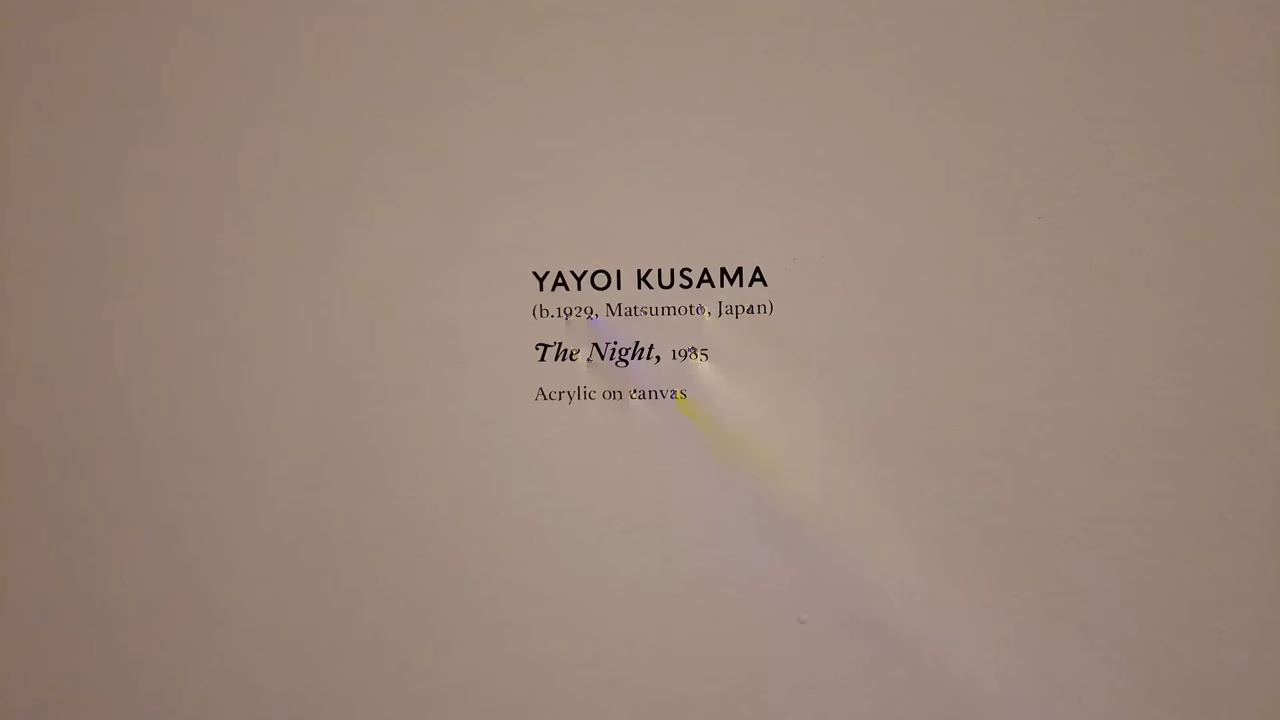 YAYOI KUSAMA
(b.1929, Matsumoto, Japan)
The Night, 1985
Acrylic on canvas